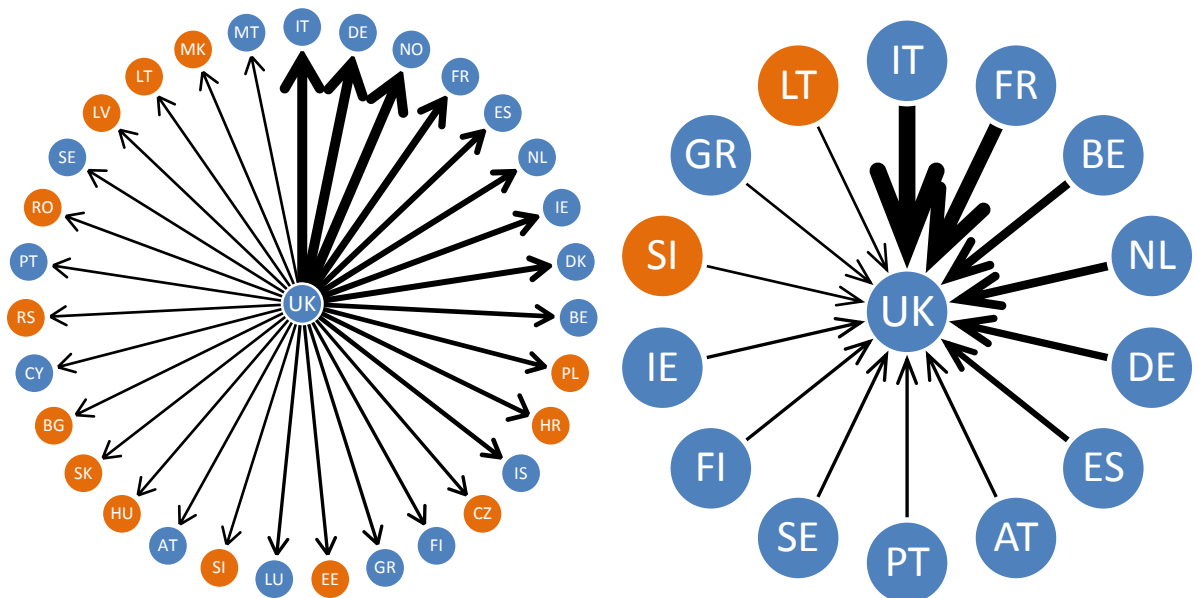 IT
DE
NO
FR
ES
NL
IE
DK
BE
PL
HR
IS
CZ
FI
GR
EE
LU
SI
AT
HU
SK
BG
CY
RS
PT
RO
SE
LV
LT
MK
MT
UK
IT
FR
BE
NL
DE
ES
AT
PT
SE
FI
IE
SI
GR
LT
UK